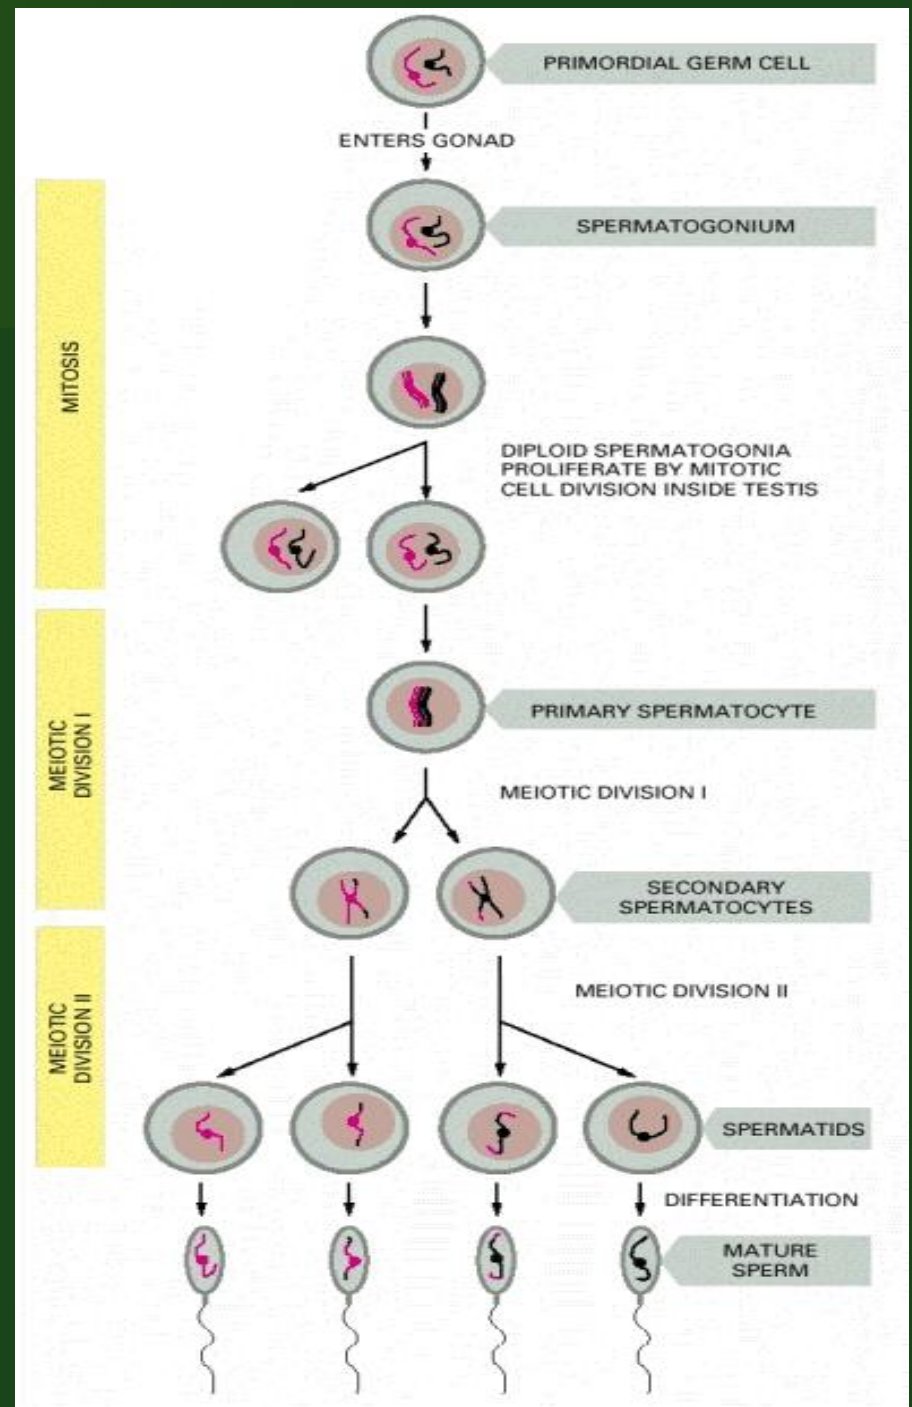 PRIMORDIAL GERM CELL
ENTERS GONAD
SPERMATOGONIUM
MITOSIS
DIPLOID SPERMATOGONIA
PROLIFERATE BY MITOTIC
CELL DIVISION INSIDE TESTIS
PRIMARY SPERMATOCYTE
MEIOTIC
DIVISION I
MEIOTIC DIVISION I
SECONDARY
SPERMATOCYTES
MEIOTIC DIVISION II
MEIOTIC
DIVISION II
SPERMATIDS
DIFFERENTIATION
MATURE
SPERM